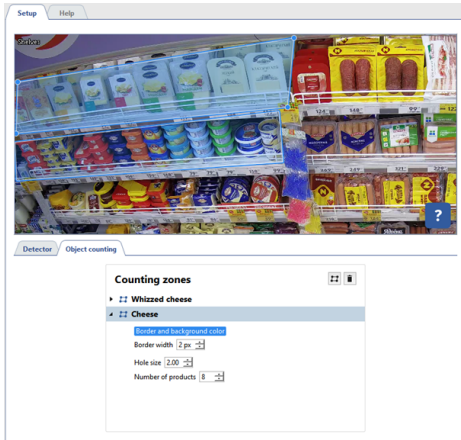 Setup
Help
Shelves
?
Detector
Object counting
Counting zones
Whizzed cheese
Cheese
Border and background color
Border width 2 px
Hole size 2.00
Number of products 8